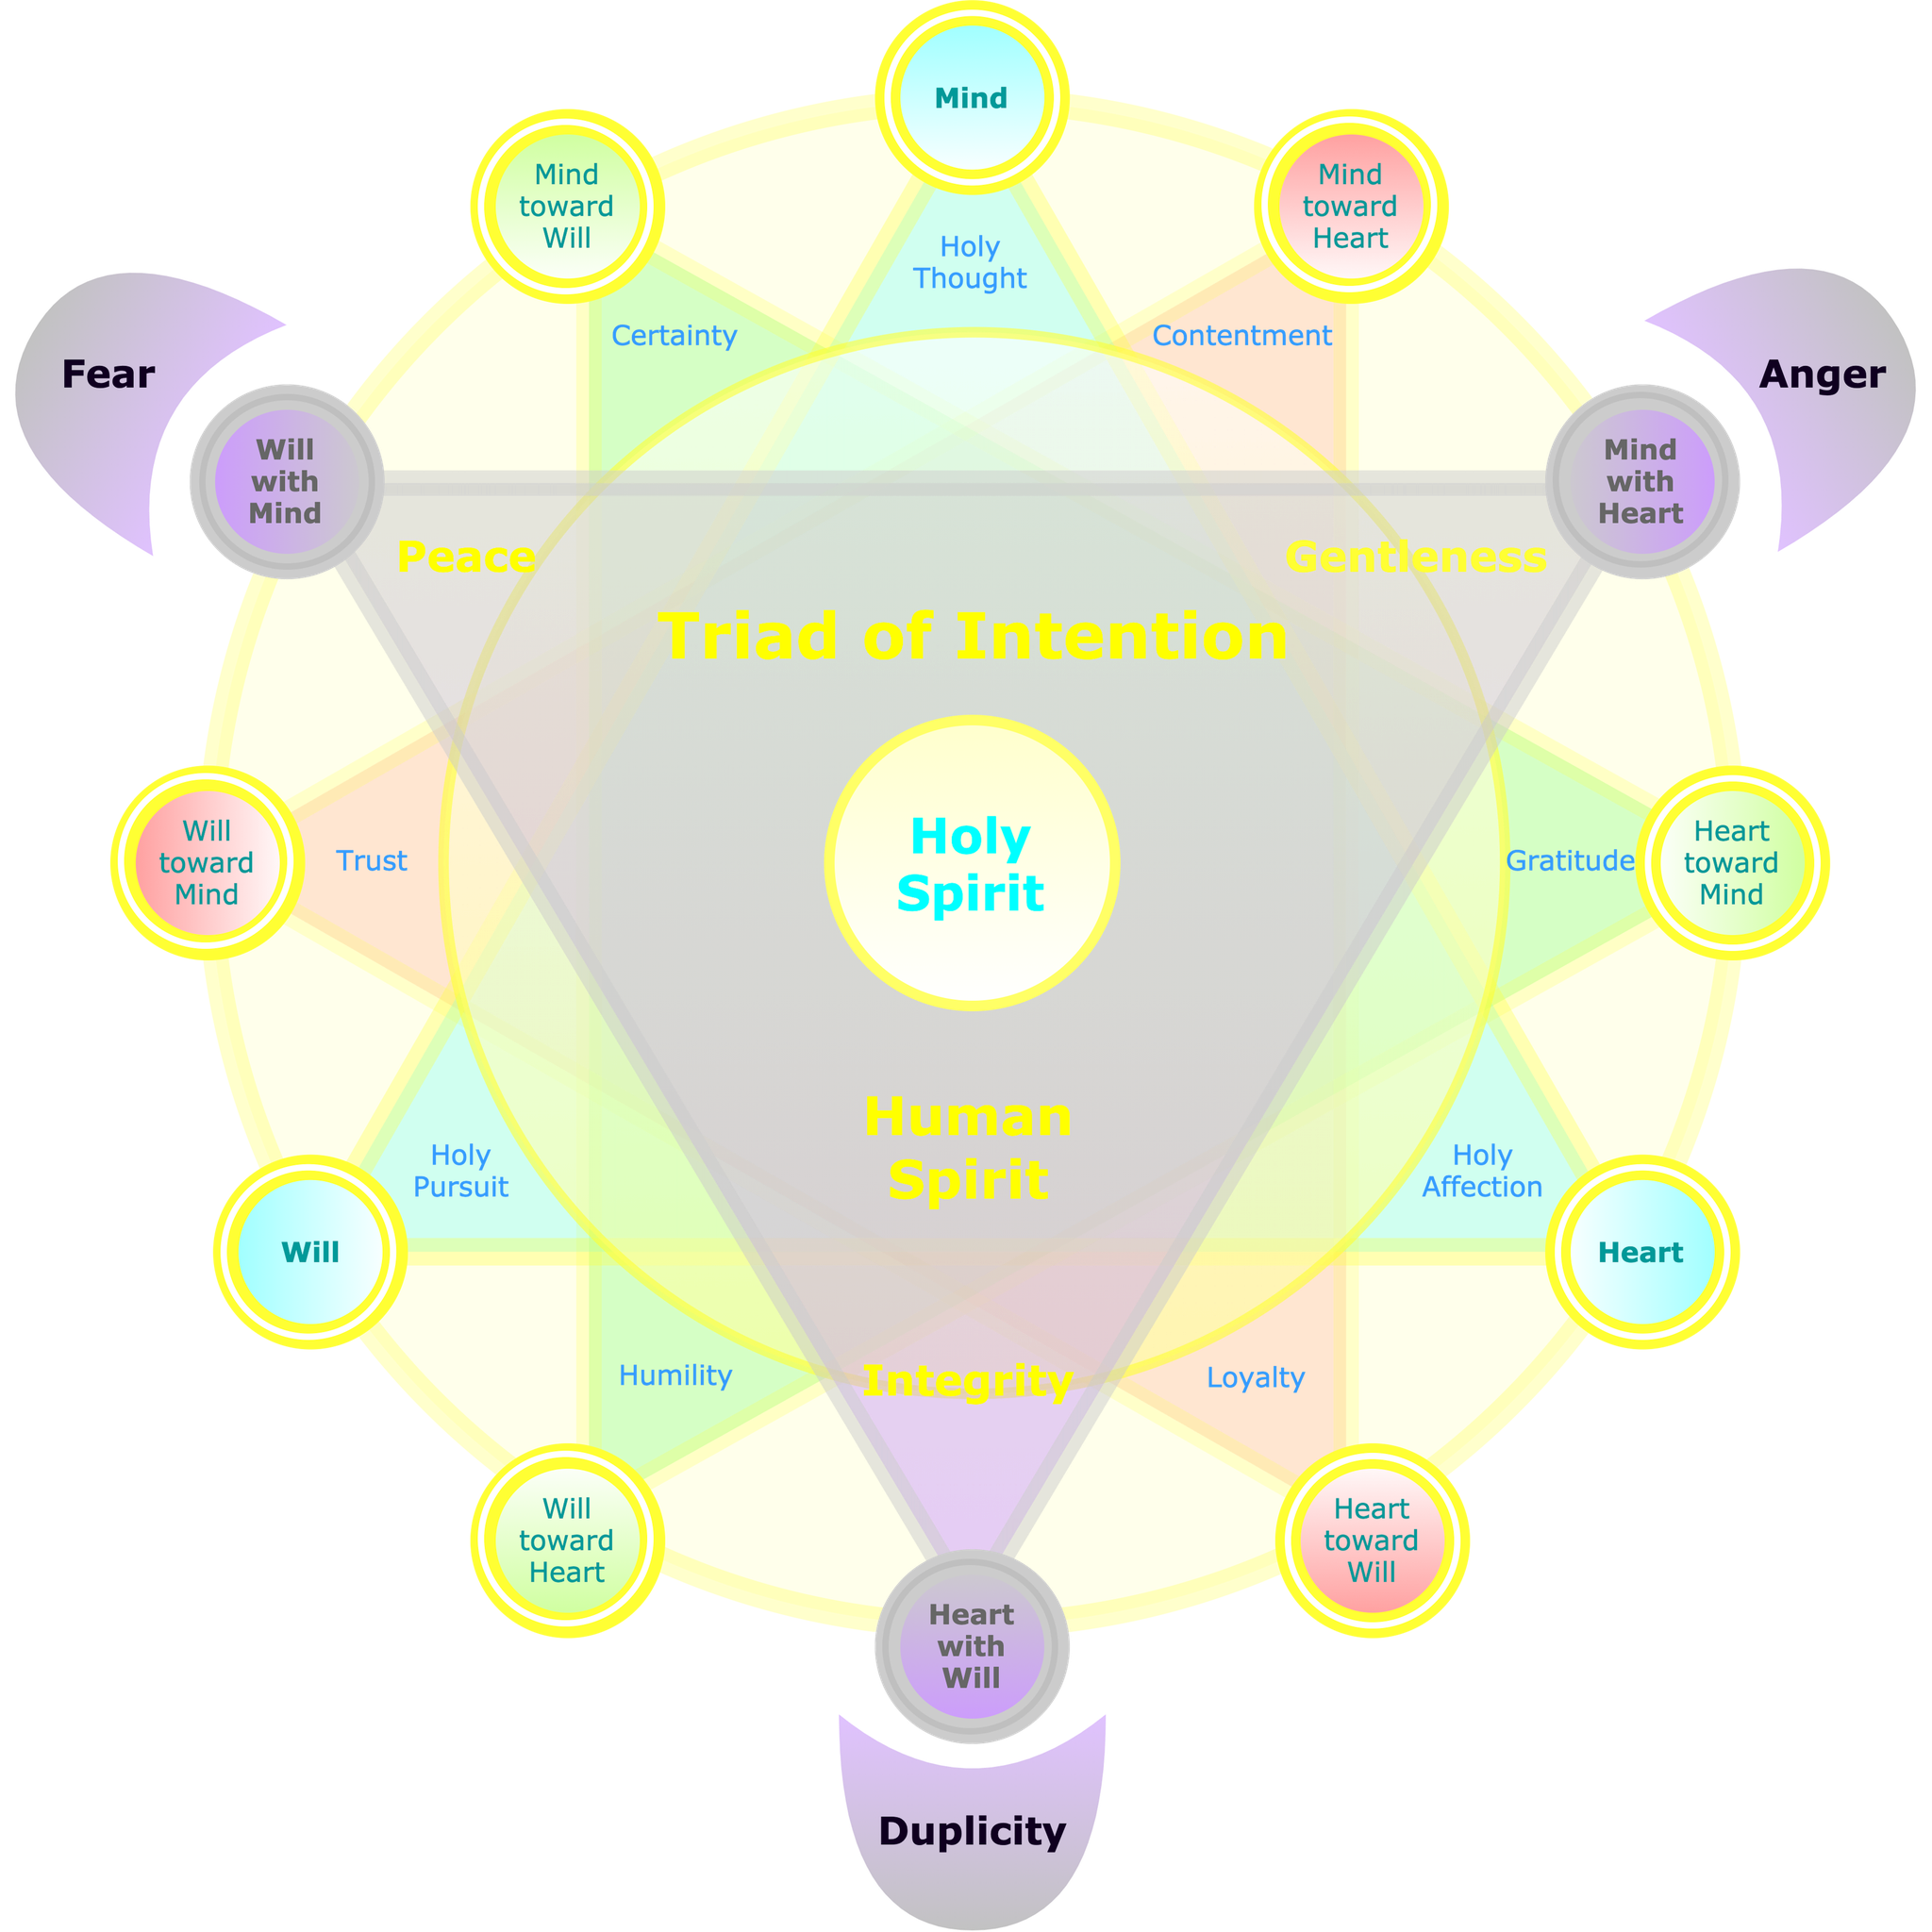 Mind
Mind
toward
Will
Mind
toward
Heart
Holy
Thought
Certainty
Contentment
Fear
Anger
Will
with
Mind
Mind
with
Heart
Peace
Gentleness
Triad of Intention
Will
toward
Mind
Trust
Holy
Spirit
Gratitude
Heart
toward
Mind
Human
Spirit
Holy
Pursuit
Holy
Affection
Will
Heart
Humility
Integrity
Loyalty
Will
toward
Heart
Heart
toward
Will
Heart
with
Will
Duplicity